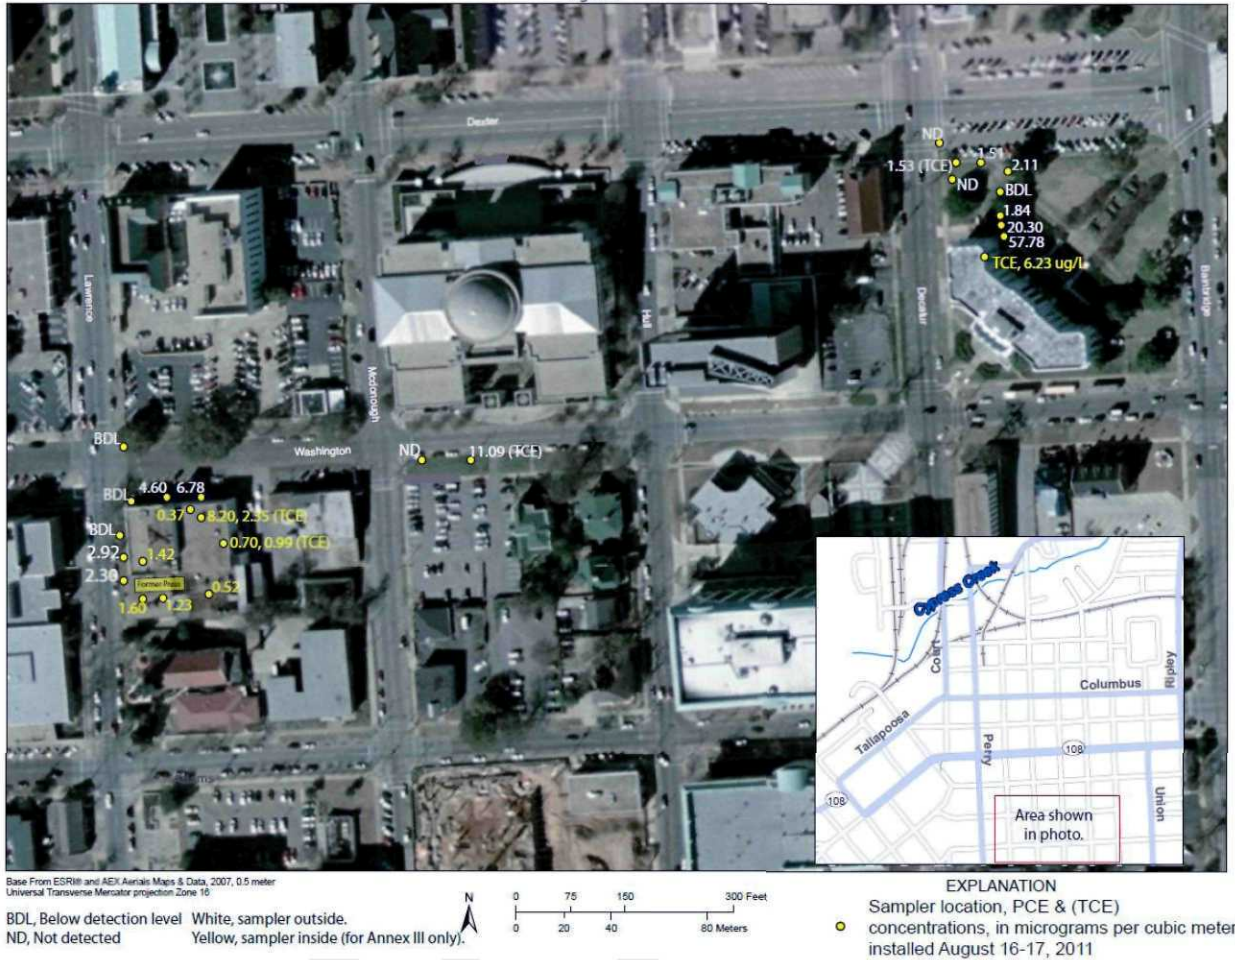 Dexter
ND
1.53 (TCE)
1.51
2.11
ND
BDL
1.84
20.30
57.78
TCE, 6.23 ug/L
Lawrence
Mcdonough
Hull
Decatur
Bainbridge
Washington
BDL
ND
11.09 (TCE)
BDL
4.60
6.78
0.37
8.20, 2.35 (TCE)
BDL
0.70, 0.99 (TCE)
2.92
1.42
2.30
Former Press
0.52
1.60
1.23
Cypress Creek
Court
Ripley
Columbus
Tallapoosa
Perry
108
108
Union
Area shown
in photo.
Base From ESRI® and AEX Aerials Maps & Data, 2007, 0.5 meter
Universal Transverse Mercator projection Zone 16
BDL, Below detection level
White, sampler outside.
ND, Not detected
Yellow, sampler inside (for Annex III only).
N
0 75 150 300 Feet
0 20 40 80 Meters
EXPLANATION
Sampler location, PCE & (TCE)
concentrations, in micrograms per cubic meter
installed August 16-17, 2011